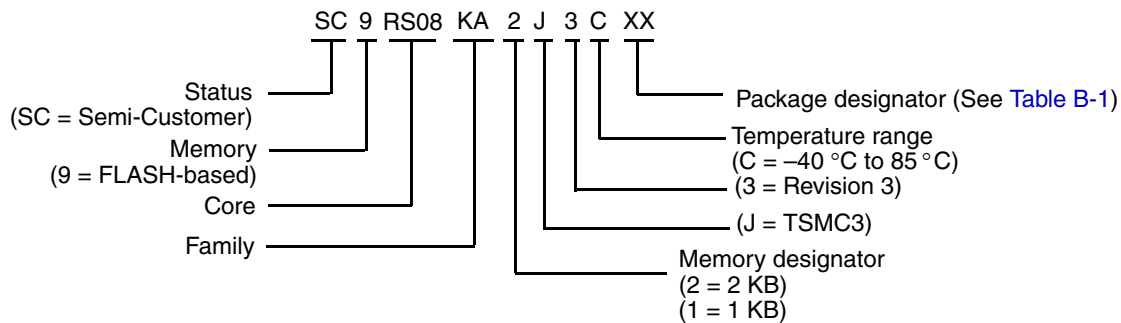 SC 9 RS08 KA 2 J 3 C XX
Status
(SC = Semi-Customer)
Memory
(9 = FLASH-based)
Core
Family
Package designator (See Table B-1)
Temperature range
(C = –40 °C to 85 °C)
(3 = Revision 3)
(J = TSMC3)
Memory designator
(2 = 2 KB)
(1 = 1 KB)